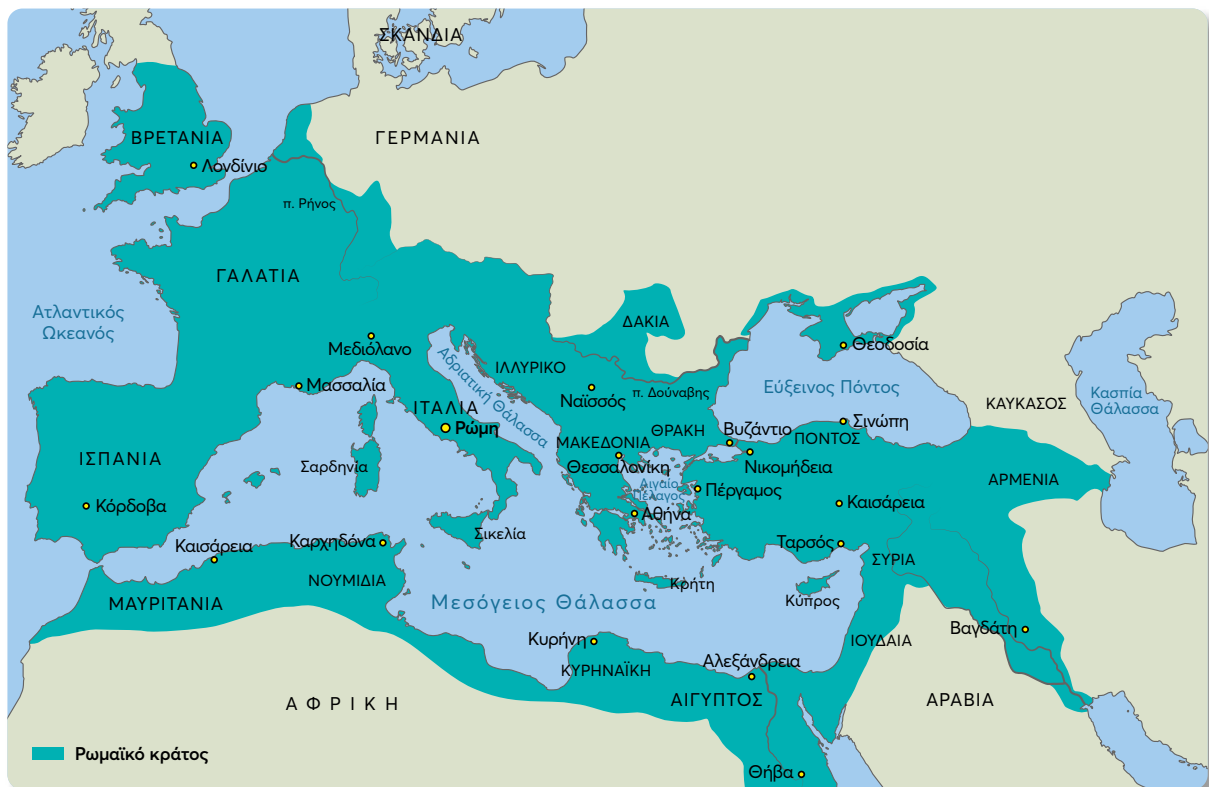 ΣΚΑΝΔΙΑ
ΒΡΕΤΑΝΙΑ
ΓΕΡΜΑΝΙΑ
Λονδίνιο
π. Ρήνος
ΓΑΛΑΤΙΑ
Ατλαντικός
Ωκεανός
ΔΑΚΙΑ
Μεδιόλανο
Θεοδοσία
Αδριατική Θάλασσα
ΙΛΛΥΡΙΚΟ
Μασσαλία
Ναϊσσός
π. Δούναβης
Εύξεινος Πόντος
Κασπία
Θάλασσα
ΚΑΥΚΑΣΟΣ
ΙΤΑΛΙΑ
Ρώμη
ΘΡΑΚΗ
Βυζάντιο
Σινώπη
ΠΟΝΤΟΣ
ΜΑΚΕΔΟΝΙΑ
ΙΣΠΑΝΙΑ
Σαρδηνία
Θεσσαλονίκη
Νικομήδεια
ΑΡΜΕΝΙΑ
Αιγαίο
Πέλαγος
Πέργαμος
Κόρδοβα
Καισάρεια
Αθήνα
Σικελία
Καισάρεια
Καρχηδόνα
Ταρσός
ΣΥΡΙΑ
ΝΟΥΜΙΔΙΑ
Κρήτη
ΜΑΥΡΙΤΑΝΙΑ
Μεσόγειος Θάλασσα
Κύπρος
Βαγδάτη
Κυρήνη
ΙΟΥΔΑΙΑ
ΚΥΡΗΝΑΪΚΗ
Αλεξάνδρεια
ΑΦΡΙΚΗ
ΑΙΓΥΠΤΟΣ
ΑΡΑΒΙΑ
Ρωμαϊκό κράτος
Θήβα